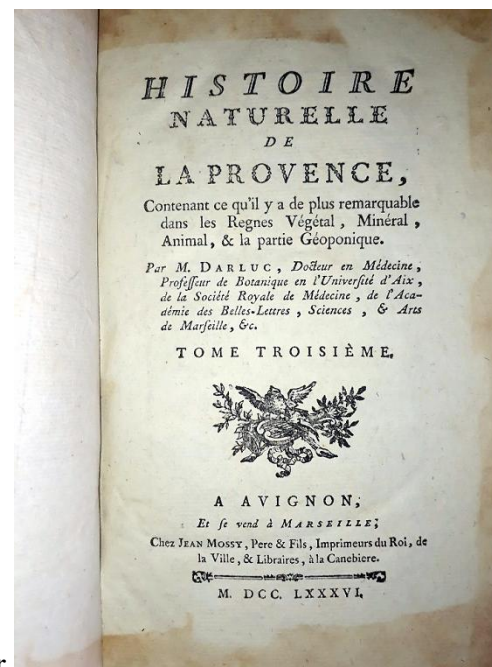 HISTOIRE
NATURELLE
DE
LA PROVENCE,
Contenant ce qu'il y a de plus remarquable
dans les Regnes Végétal, Minéral,
Animal, & la partie Géoponique.
Par M. DARLUC, Docteur en Médecine,
Professeur de Botanique en l'Université d'Aix,
de la Société Royale de Médecine, de l'Aca-
démie des Belles-Lettres, Sciences, & Arts
de Marseille, &c.
TOME TROISIÈME.
A AVIGNON;
Et se vend à MARSEILLE;
Chez JEAN MOSSY, Pere & Fils, Imprimeurs du Roi, de
la Ville, & Libraires, à la Canebiere.
M. DCC. LXXXVI.
r